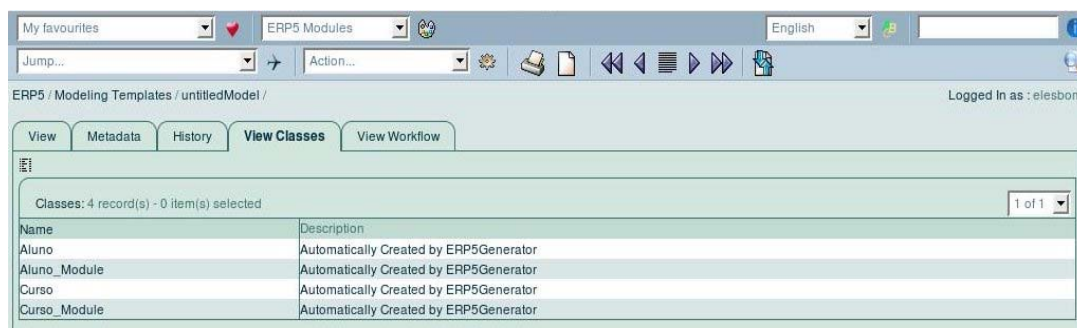 My favourites ERP5 Modules English
Jump... Action...
ERP5 / Modeling Templates / untitledModel / Logged In as : elesbon
View Metadata History View Classes View Workflow
Classes: 4 record(s) - 0 item(s) selected 1 of 1
Name Description
Aluno Automatically Created by ERP5Generator
Aluno_Module Automatically Created by ERP5Generator
Curso Automatically Created by ERP5Generator
Curso_Module Automatically Created by ERP5Generator